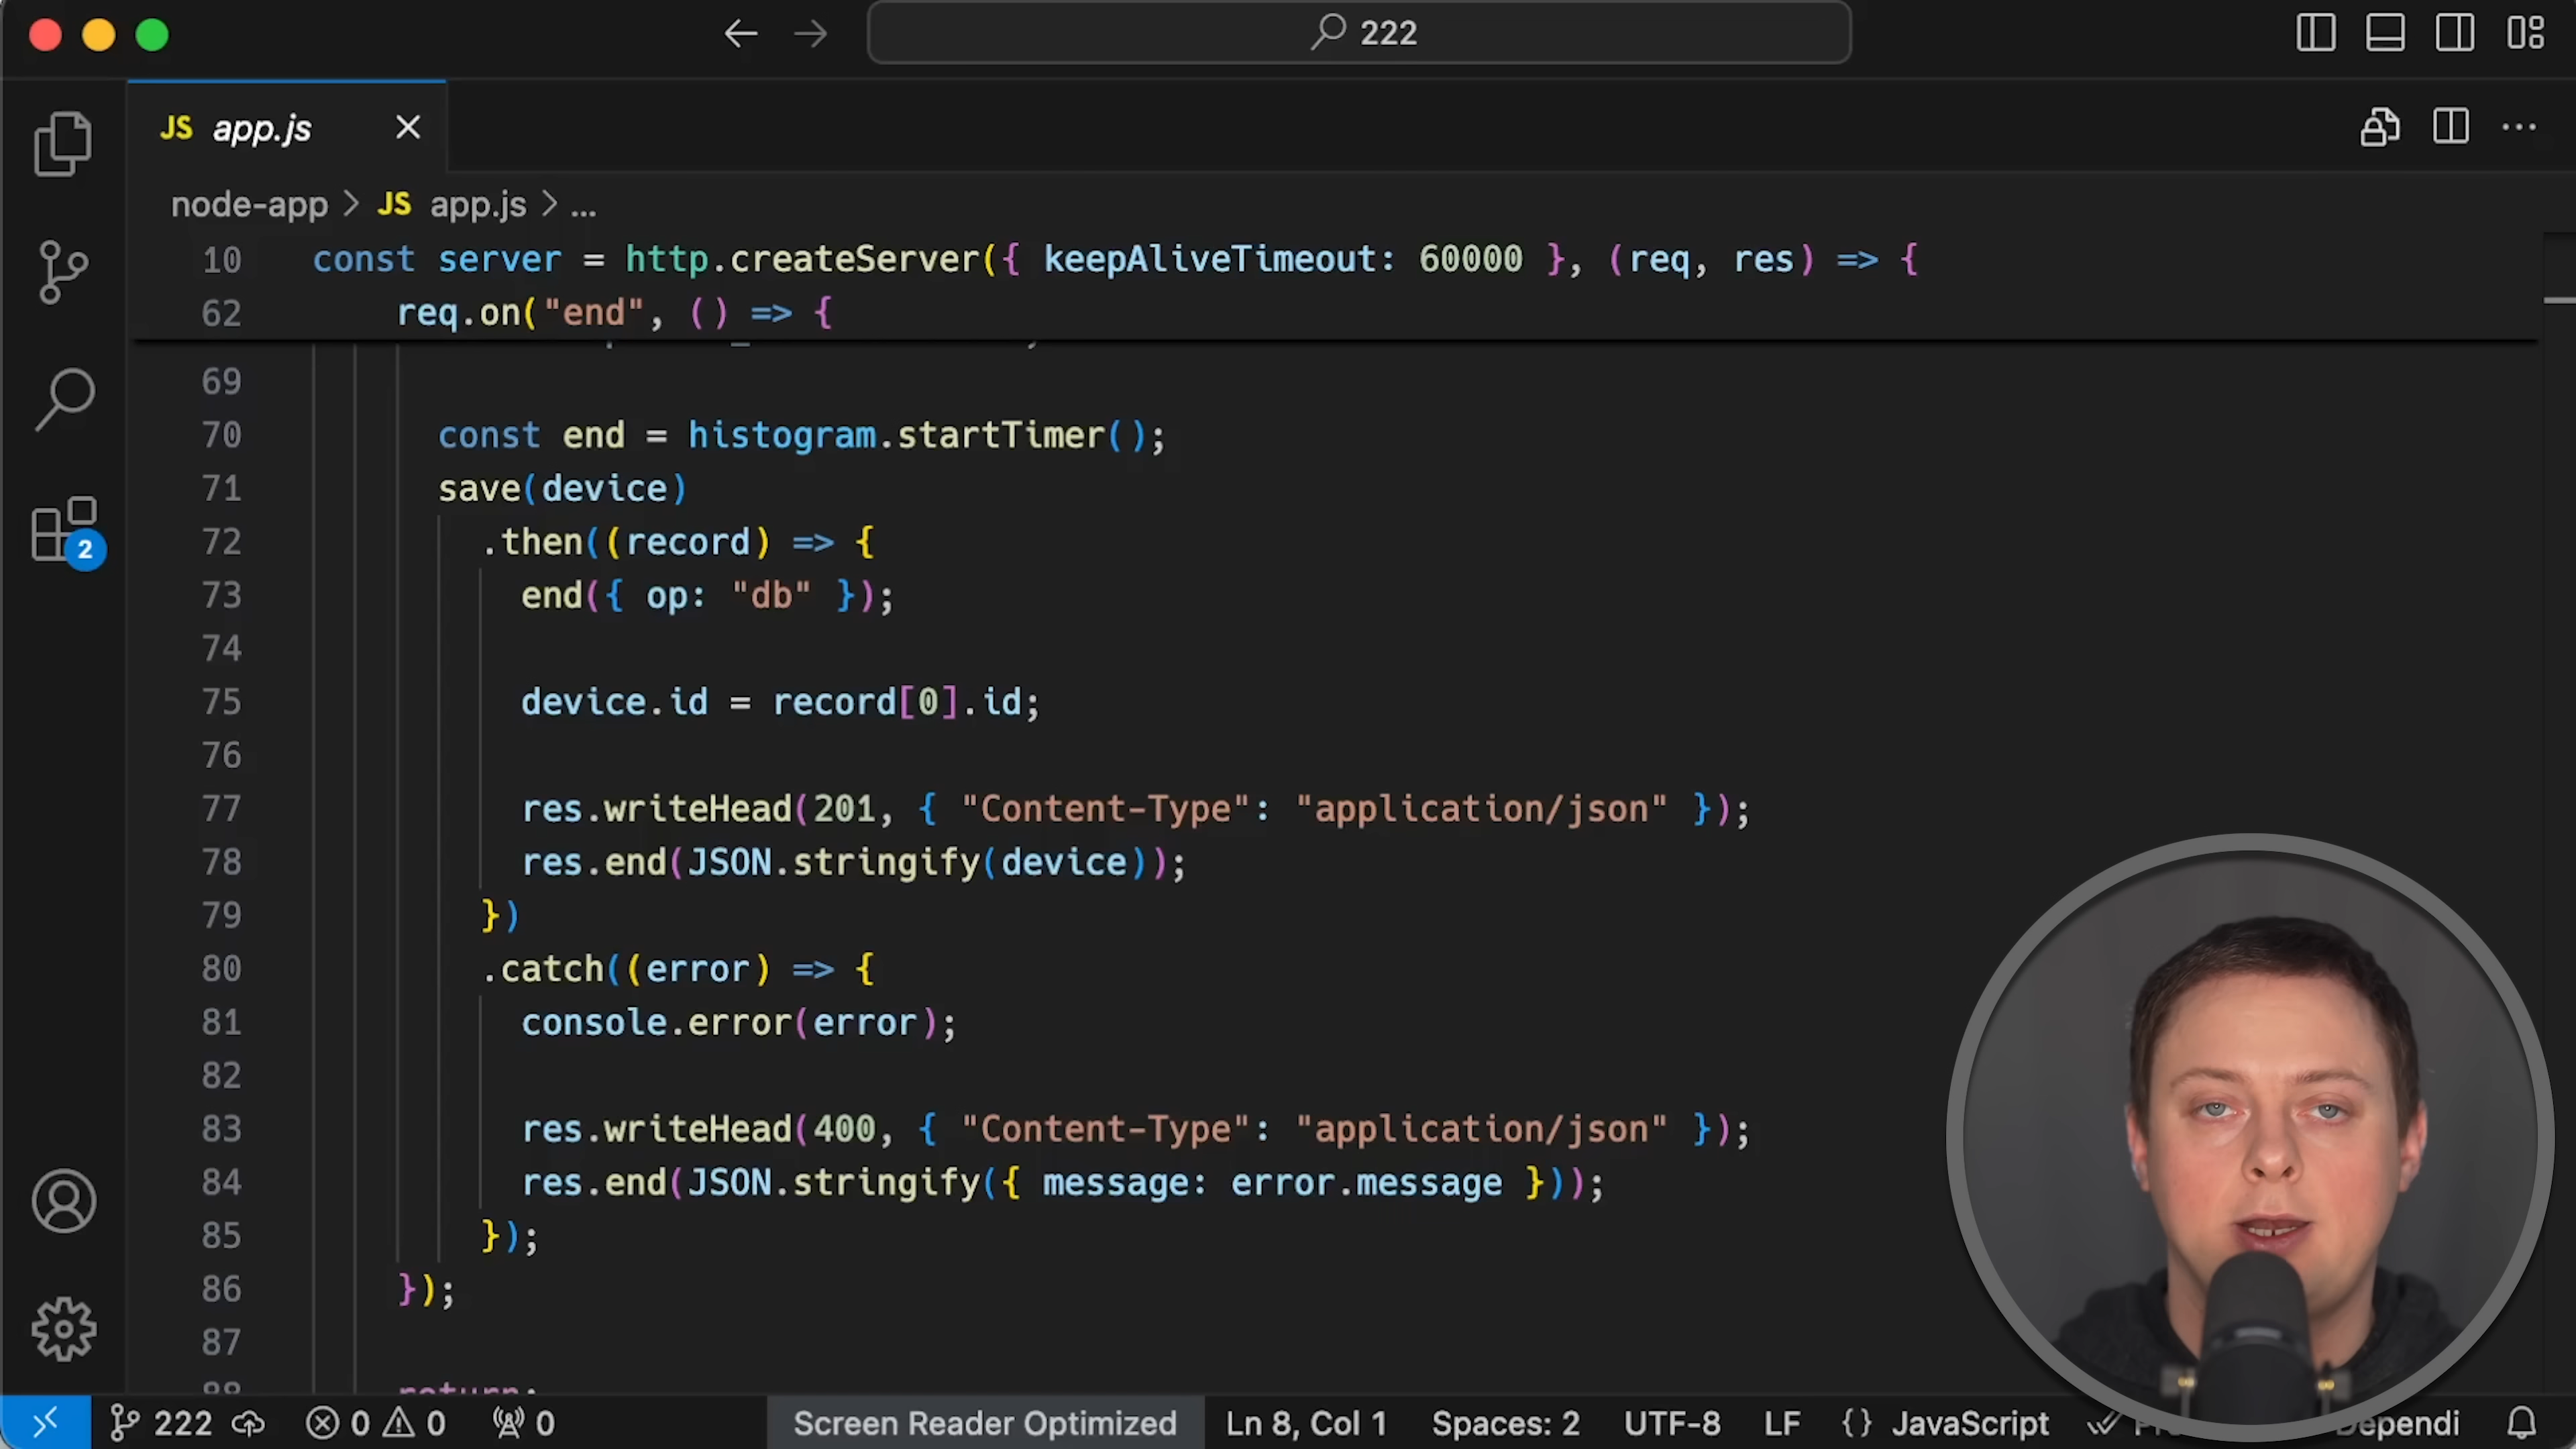 222
JS app.js
node-app > JS app.js > ...
10 const server = http.createServer({ keepAliveTimeout: 60000 }, (req, res) => {
62 req.on("end", () => {
69
70 const end = histogram.startTimer();
71 save(device)
72 .then((record) => {
73 end({ op: "db" });
74
75 device.id = record[0].id;
76
77 res.writeHead(201, { "Content-Type": "application/json" });
78 res.end(JSON.stringify(device));
79 })
80 .catch((error) => {
81 console.error(error);
82
83 res.writeHead(400, { "Content-Type": "application/json" });
84 res.end(JSON.stringify({ message: error.message }));
85 });
86 });
87
88 return;
2
222 0 0 0 Screen Reader Optimized Ln 8, Col 1 Spaces: 2 UTF-8 LF {} JavaScript Dependi